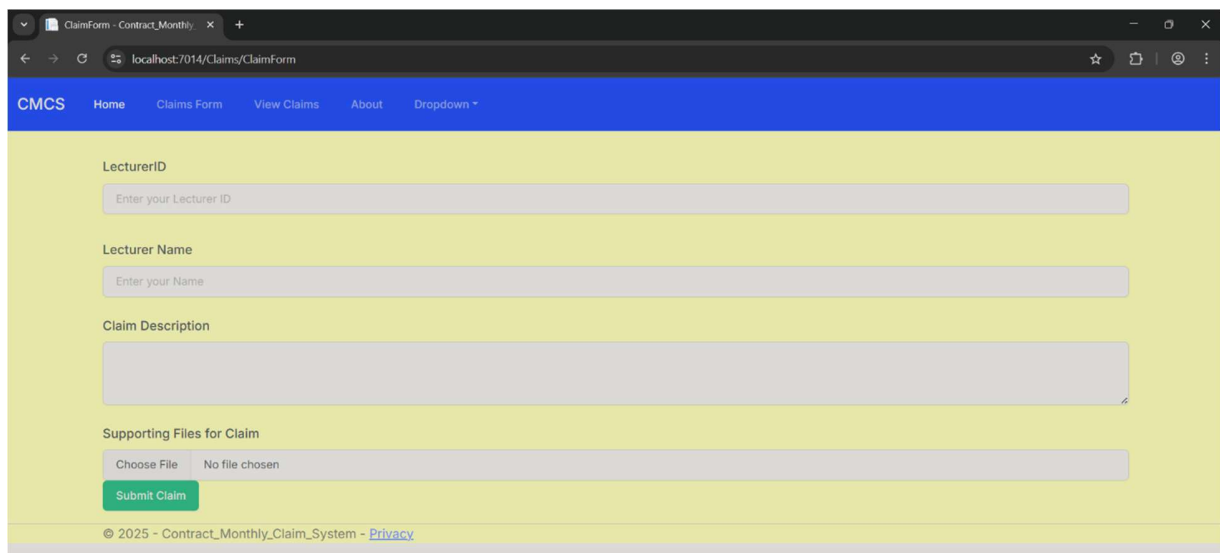 ClaimForm - Contract_Monthly_
localhost:7014/Claims/ClaimForm
CMCS Home Claims Form View Claims About Dropdown
LecturerID
Enter your Lecturer ID
Lecturer Name
Enter your Name
Claim Description
Supporting Files for Claim
Choose File No file chosen
Submit Claim
© 2025 - Contract_Monthly_Claim_System - Privacy